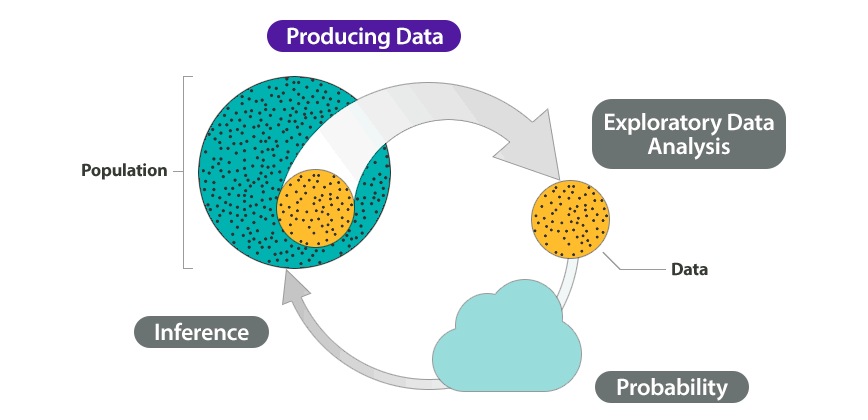 Producing Data
Exploratory Data
Analysis
Population
Data
Inference
Probability